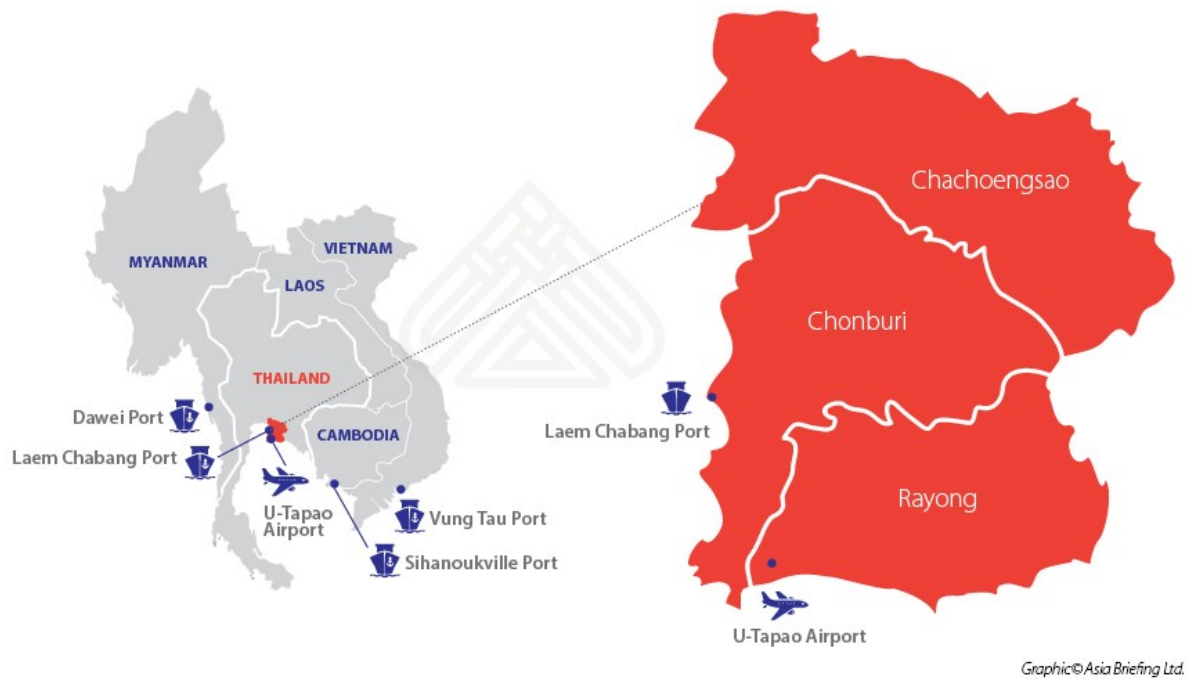 MYANMAR
VIETNAM
LAOS
THAILAND
CAMBODIA
Dawei Port
Laem Chabang Port
U-Tapao
Airport
Vung Tau Port
Sihanoukville Port
Chachoengsao
Chonburi
Laem Chabang Port
Rayong
U-Tapao Airport
Graphic©Asia Briefing Ltd.